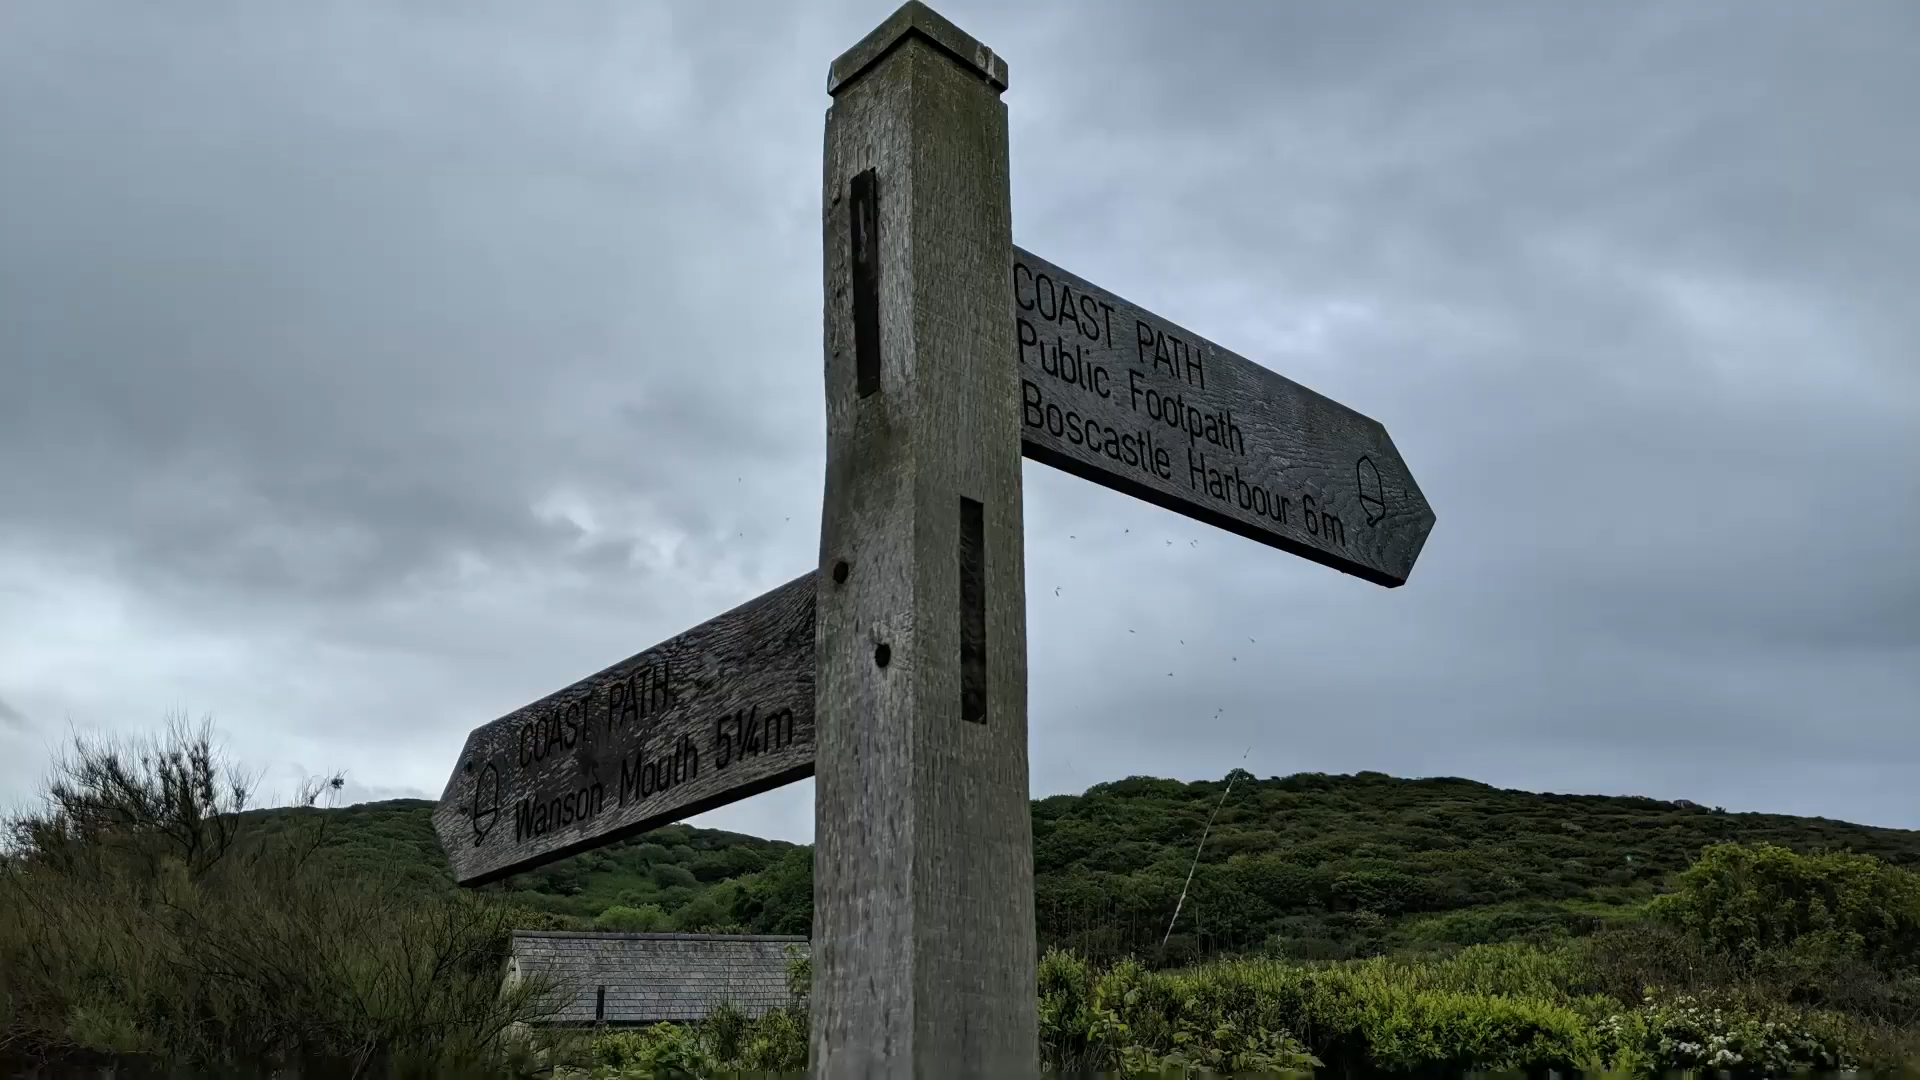 COAST PATH
Public Footpath
Boscastle Harbour 6m
COAST PATH
Wanson Mouth 5¼m